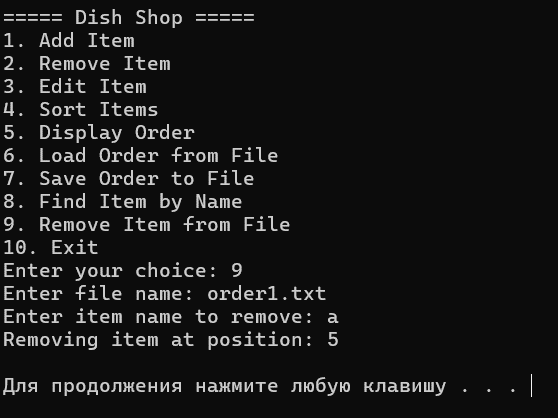 ===== Dish Shop =====
1. Add Item
2. Remove Item
3. Edit Item
4. Sort Items
5. Display Order
6. Load Order from File
7. Save Order to File
8. Find Item by Name
9. Remove Item from File
10. Exit
Enter your choice: 9
Enter file name: order1.txt
Enter item name to remove: a
Removing item at position: 5
Для продолжения нажмите любую клавишу . . .